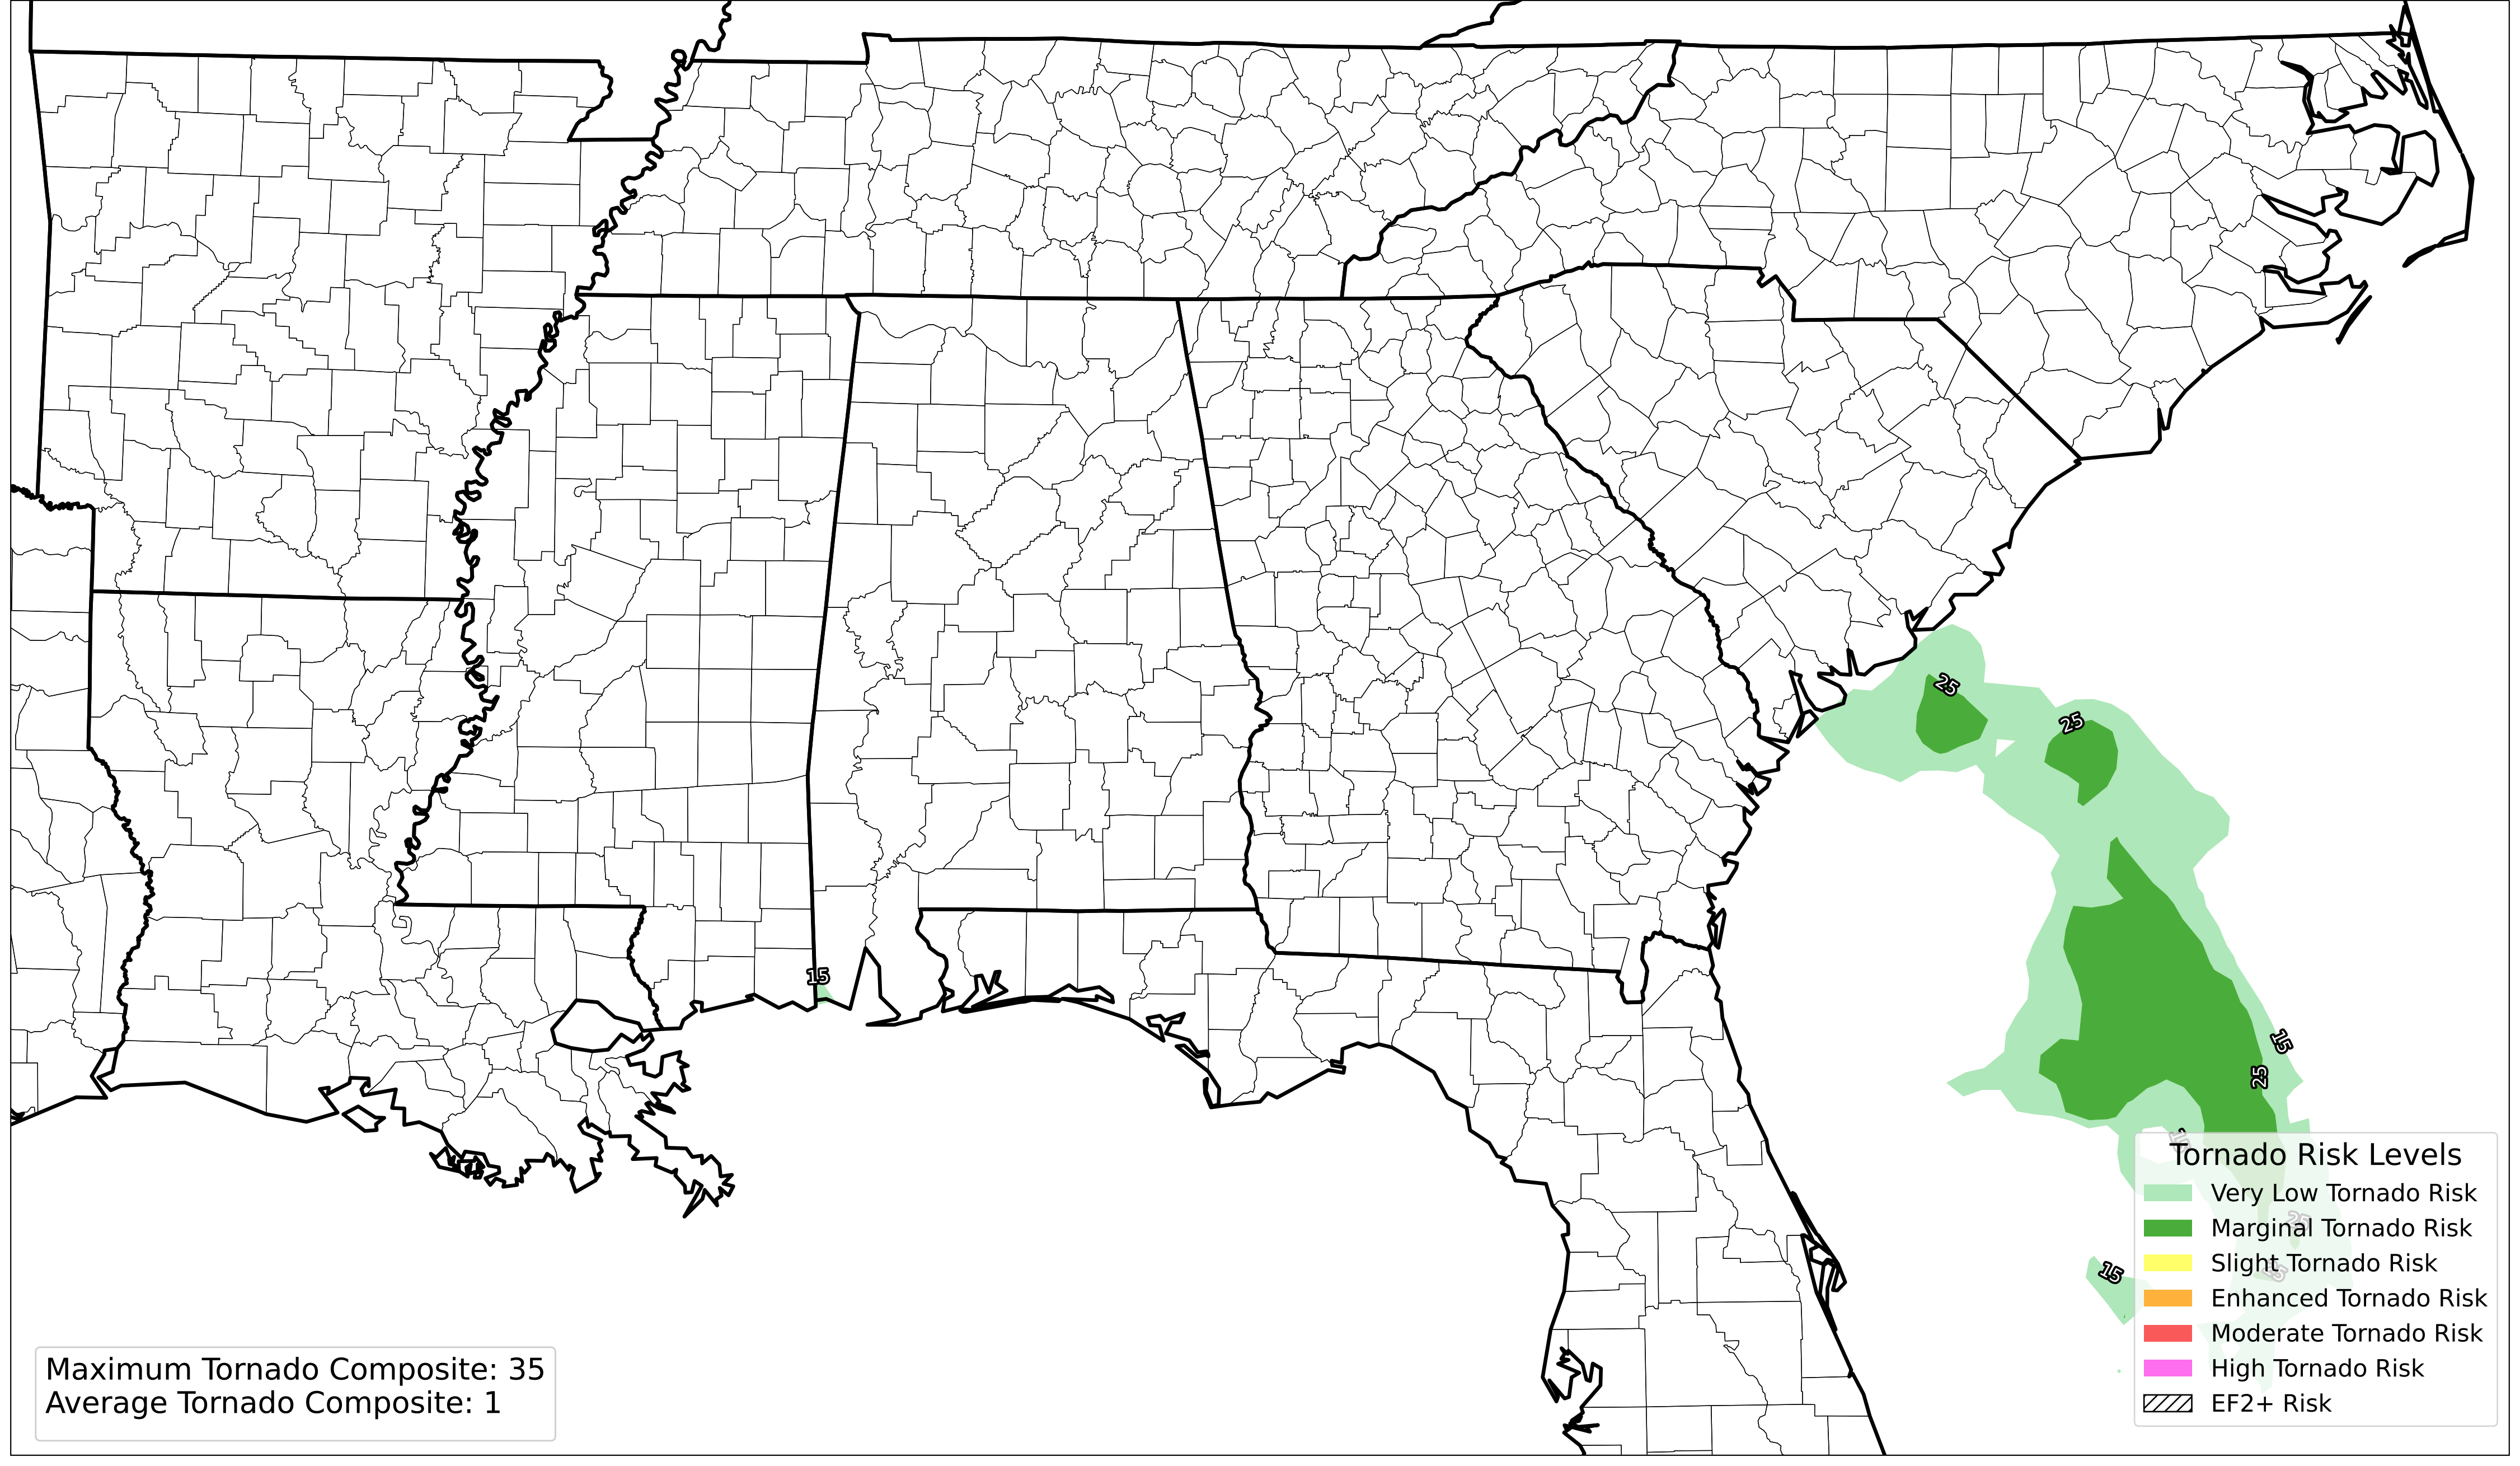 25
25
15
15
25
15
Tornado Risk Levels
Very Low Tornado Risk
Marginal Tornado Risk
Slight Tornado Risk
Enhanced Tornado Risk
Moderate Tornado Risk
High Tornado Risk
EF2+ Risk
Maximum Tornado Composite: 35
Average Tornado Composite: 1